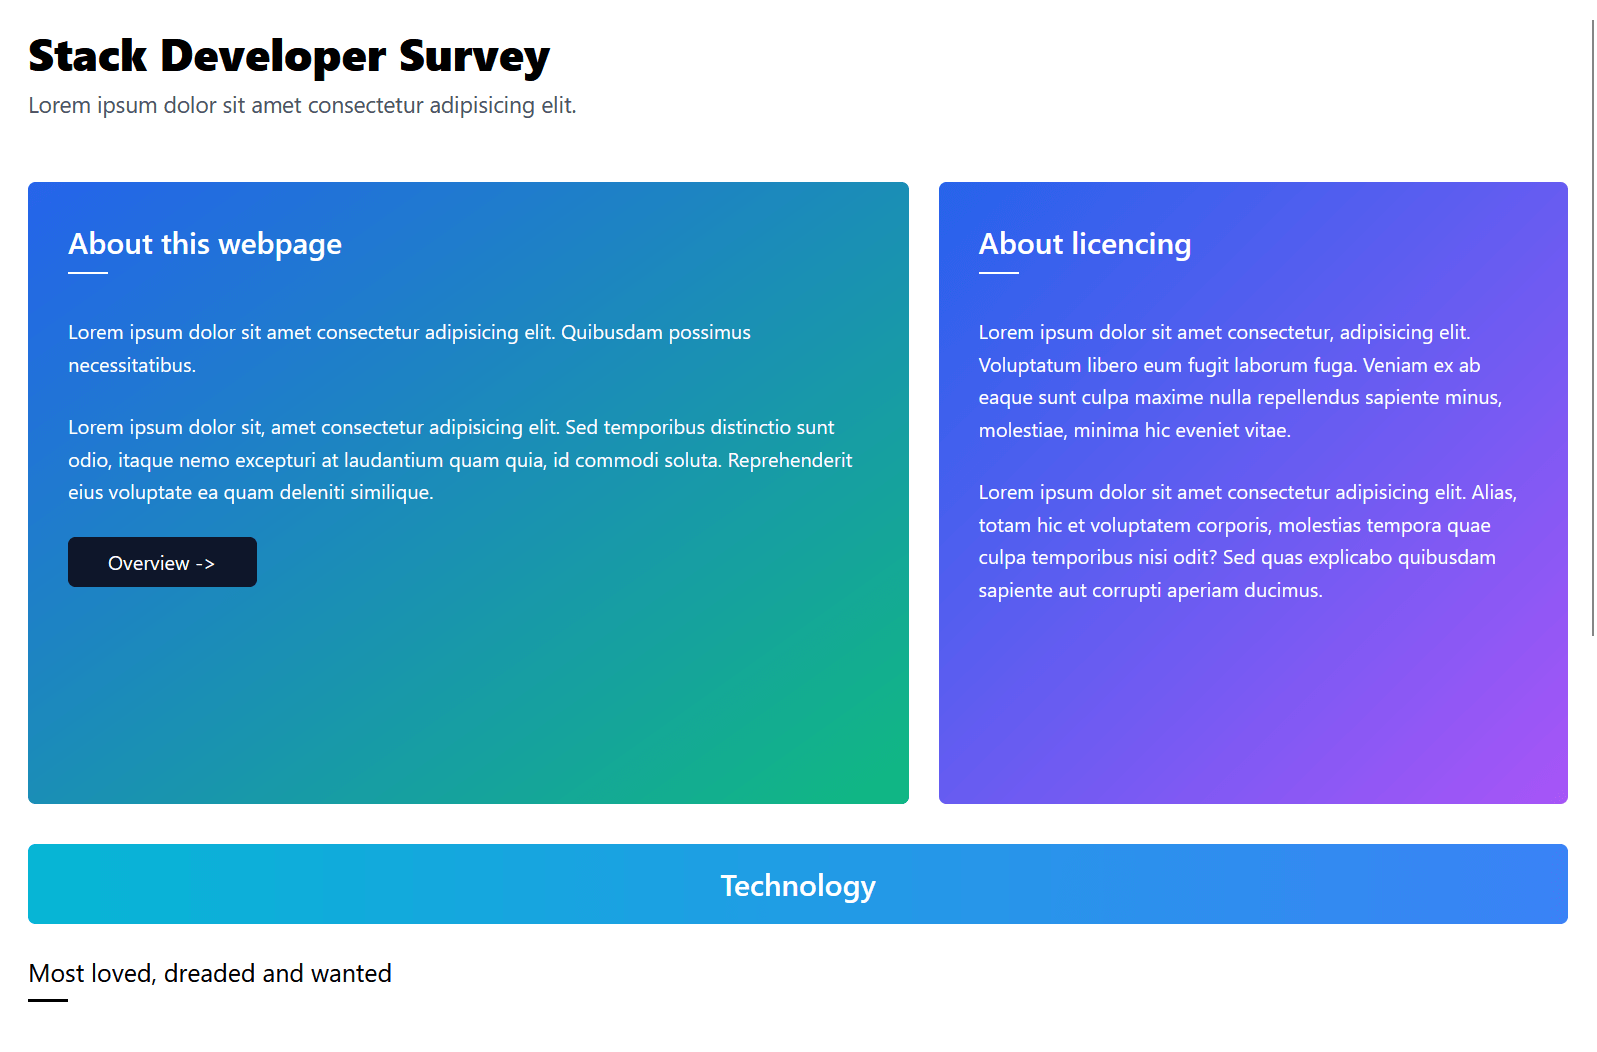 Stack Developer Survey
Lorem ipsum dolor sit amet consectetur adipisicing elit.
About this webpage
Lorem ipsum dolor sit amet consectetur adipisicing elit. Quibusdam possimus
necessitatibus.
Lorem ipsum dolor sit, amet consectetur adipisicing elit. Sed temporibus distinctio sunt
odio, itaque nemo excepturi at laudantium quam quia, id commodi soluta. Reprehenderit
eius voluptate ea quam deleniti similique.
Overview ->
About licencing
Lorem ipsum dolor sit amet consectetur, adipisicing elit.
Voluptatum libero eum fugit laborum fuga. Veniam ex ab
eaque sunt culpa maxime nulla repellendus sapiente minus,
molestiae, minima hic eveniet vitae.
Lorem ipsum dolor sit amet consectetur adipisicing elit. Alias,
totam hic et voluptatem corporis, molestias tempora quae
culpa temporibus nisi odit? Sed quas explicabo quibusdam
sapiente aut corrupti aperiam ducimus.
Technology
Most loved, dreaded and wanted